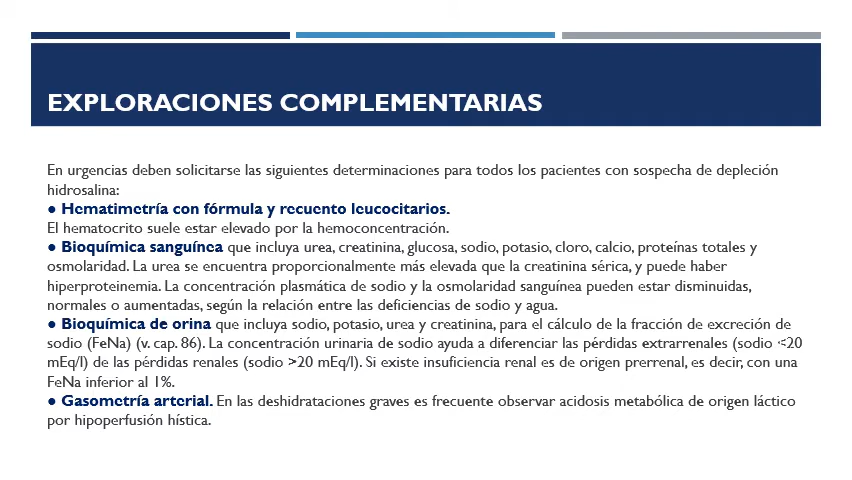 EXPLORACIONES COMPLEMENTARIAS
En urgencias deben solicitarse las siguientes determinaciones para todos los pacientes con sospecha de depleción
hidrosalina:
● Hematimetría con fórmula y recuento leucocitarios.
El hematocrito suele estar elevado por la hemoconcentración.
● Bioquímica sanguínea que incluya urea, creatinina, glucosa, sodio, potasio, cloro, calcio, proteínas totales y
osmolaridad. La urea se encuentra proporcionalmente más elevada que la creatinina sérica, y puede haber
hiperproteinemia. La concentración plasmática de sodio y la osmolaridad sanguínea pueden estar disminuidas,
normales o aumentadas, según la relación entre las deficiencias de sodio y agua.
● Bioquímica de orina que incluya sodio, potasio, urea y creatinina, para el cálculo de la fracción de excreción de
sodio (FeNa) (v. cap. 86). La concentración urinaria de sodio ayuda a diferenciar las pérdidas extrarrenales (sodio <20
mEq/l) de las pérdidas renales (sodio >20 mEq/l). Si existe insuficiencia renal es de origen prerrenal, es decir, con una
FeNa inferior al 1%.
● Gasometría arterial. En las deshidrataciones graves es frecuente observar acidosis metabólica de origen láctico
por hipoperfusión hística.